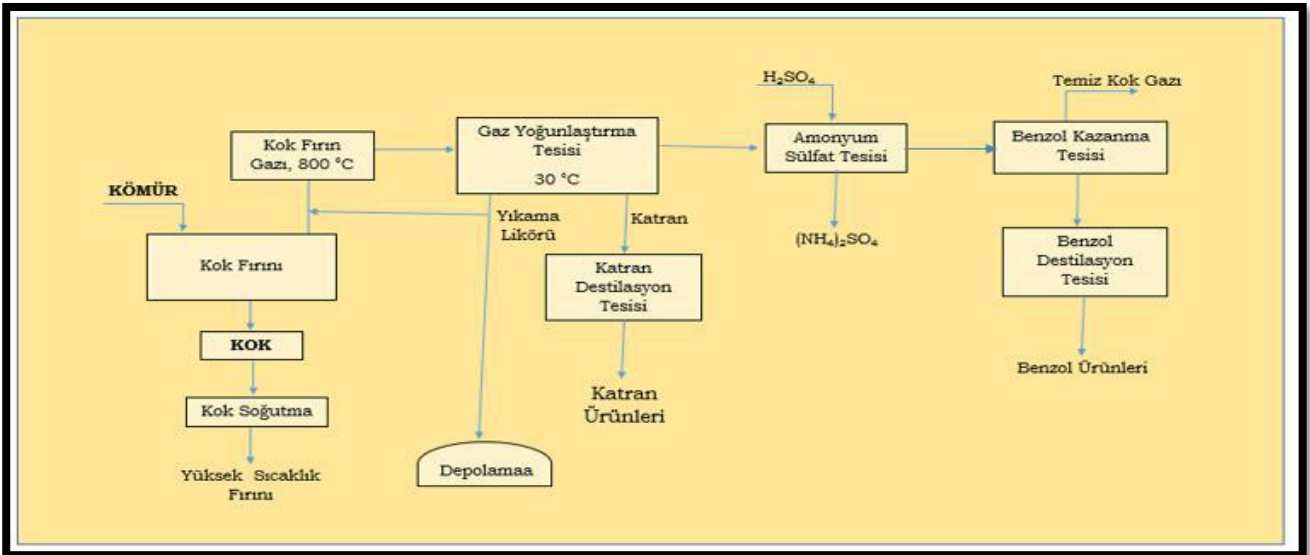 H₂SO₄
Temiz Kok Gazı
Kok Fırın
Gazı, 800 °C
Gaz Yoğunlaştırma
Tesisi
30 °C
Amonyum
Sülfat Tesisi
Benzol Kazanma
Tesisi
KÖMÜR
Yıkama
Likörü
Katran
(NH₄)₂SO₄
Kok Fırını
Katran
Destilasyon
Tesisi
Benzol
Destilasyon
Tesisi
KOK
Benzol Ürünleri
Kok Soğutma
Katran
Ürünleri
Yüksek Sıcaklık
Fırını
Depolamaa